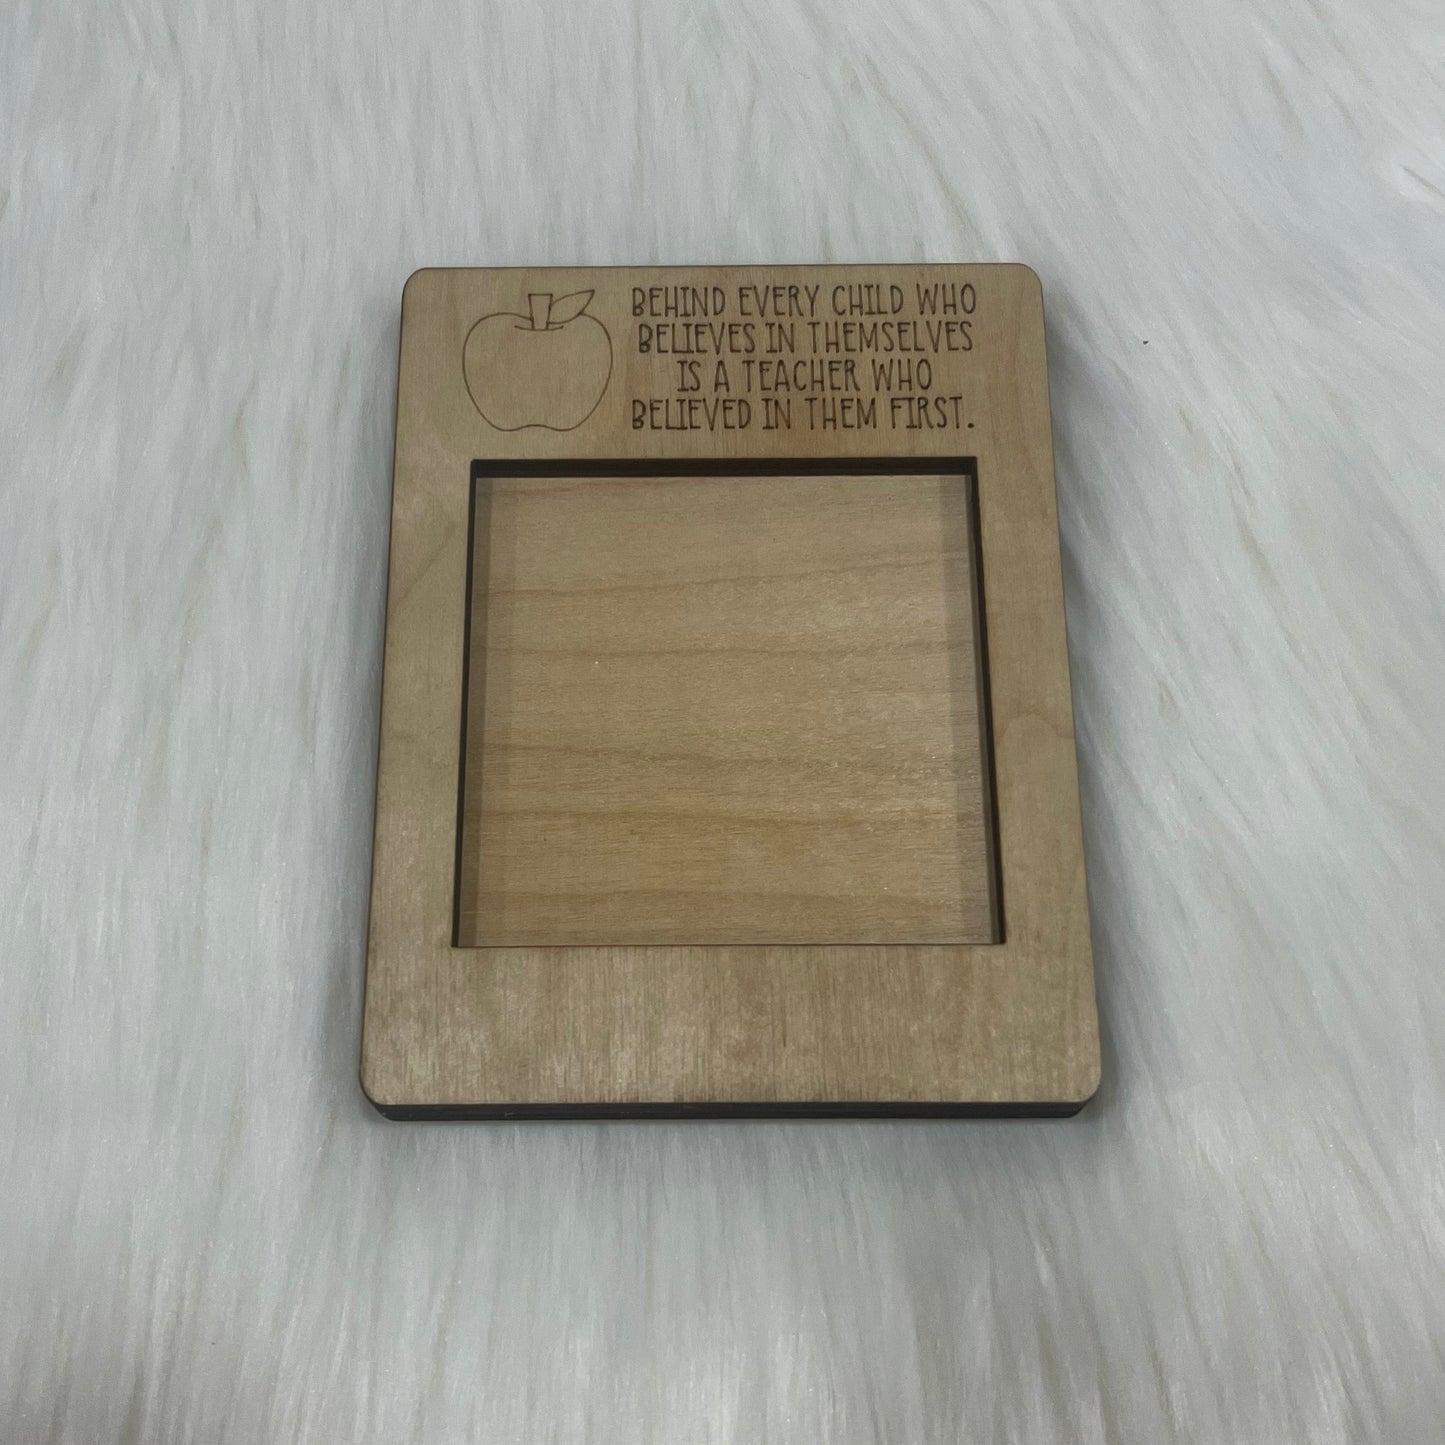 BEHIND EVERY CHILD WHO
BELIEVES IN THEMSELVES
IS A TEACHER WHO
BELIEVED IN THEM FIRST.